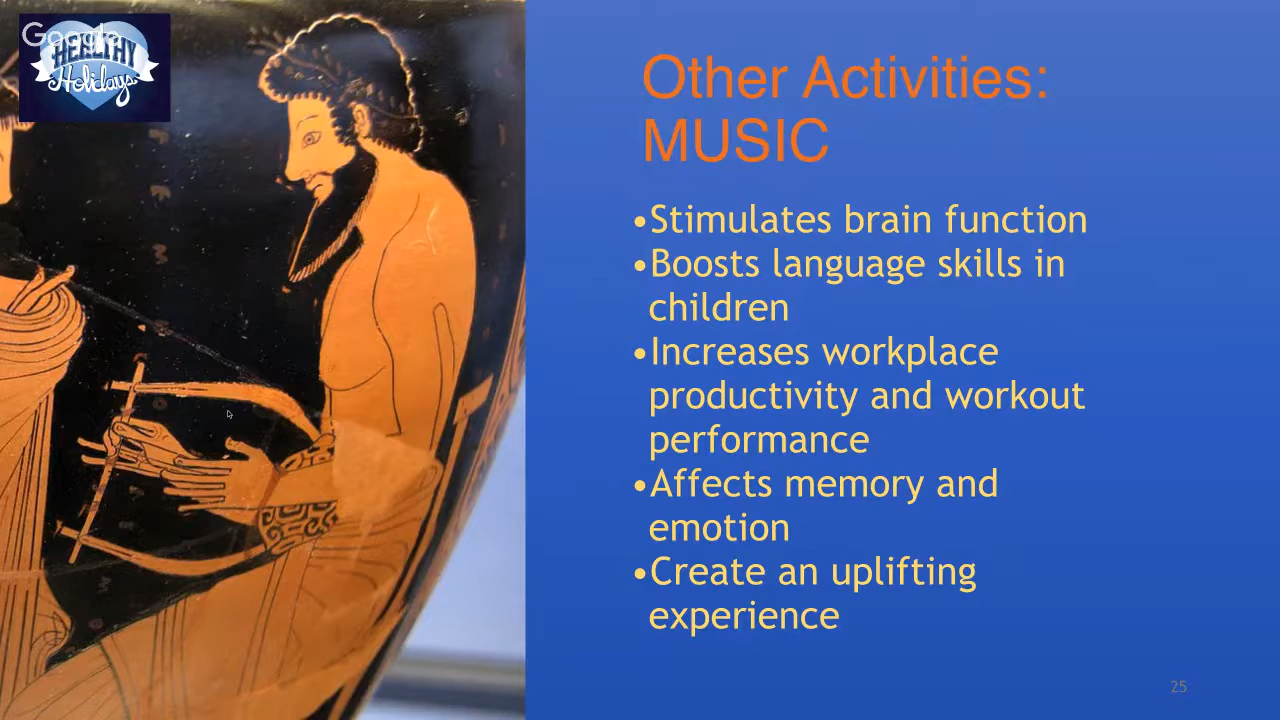 Google
HEALTHY
Holidays
Other Activities:
MUSIC
•Stimulates brain function
•Boosts language skills in
children
•Increases workplace
productivity and workout
performance
•Affects memory and
emotion
•Create an uplifting
experience
25